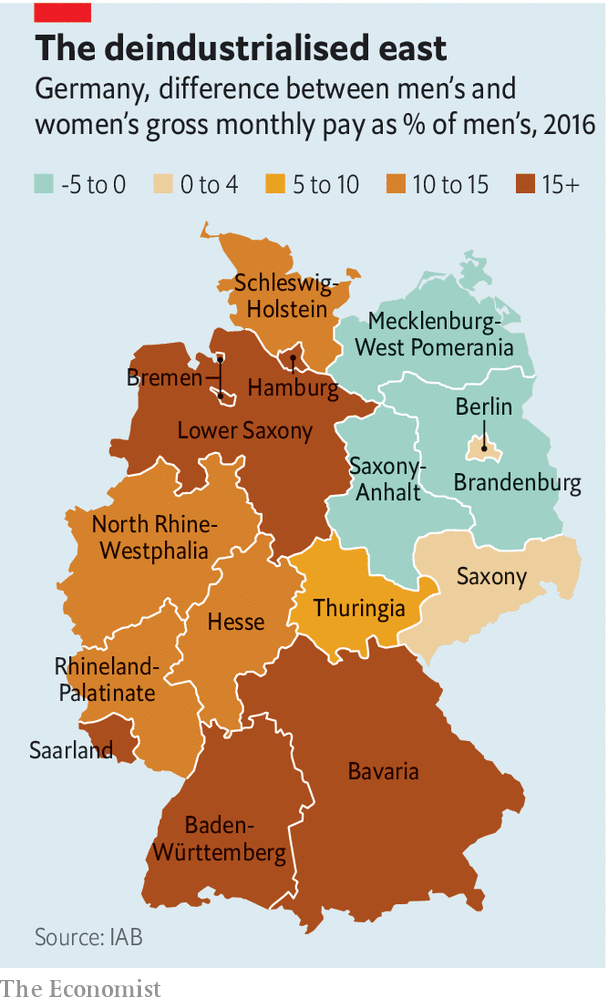 The deindustrialised east
Germany, difference between men’s and
women’s gross monthly pay as % of men’s, 2016
-5 to 0 0 to 4 5 to 10 10 to 15 15+
Schleswig-
Holstein
Mecklenburg-
West Pomerania
Bremen
Hamburg
Berlin
Lower Saxony
Saxony-
Anhalt
Brandenburg
North Rhine-
Westphalia
Saxony
Thuringia
Hesse
Rhineland-
Palatinate
Saarland
Bavaria
Baden-
Württemberg
Source: IAB
The Economist